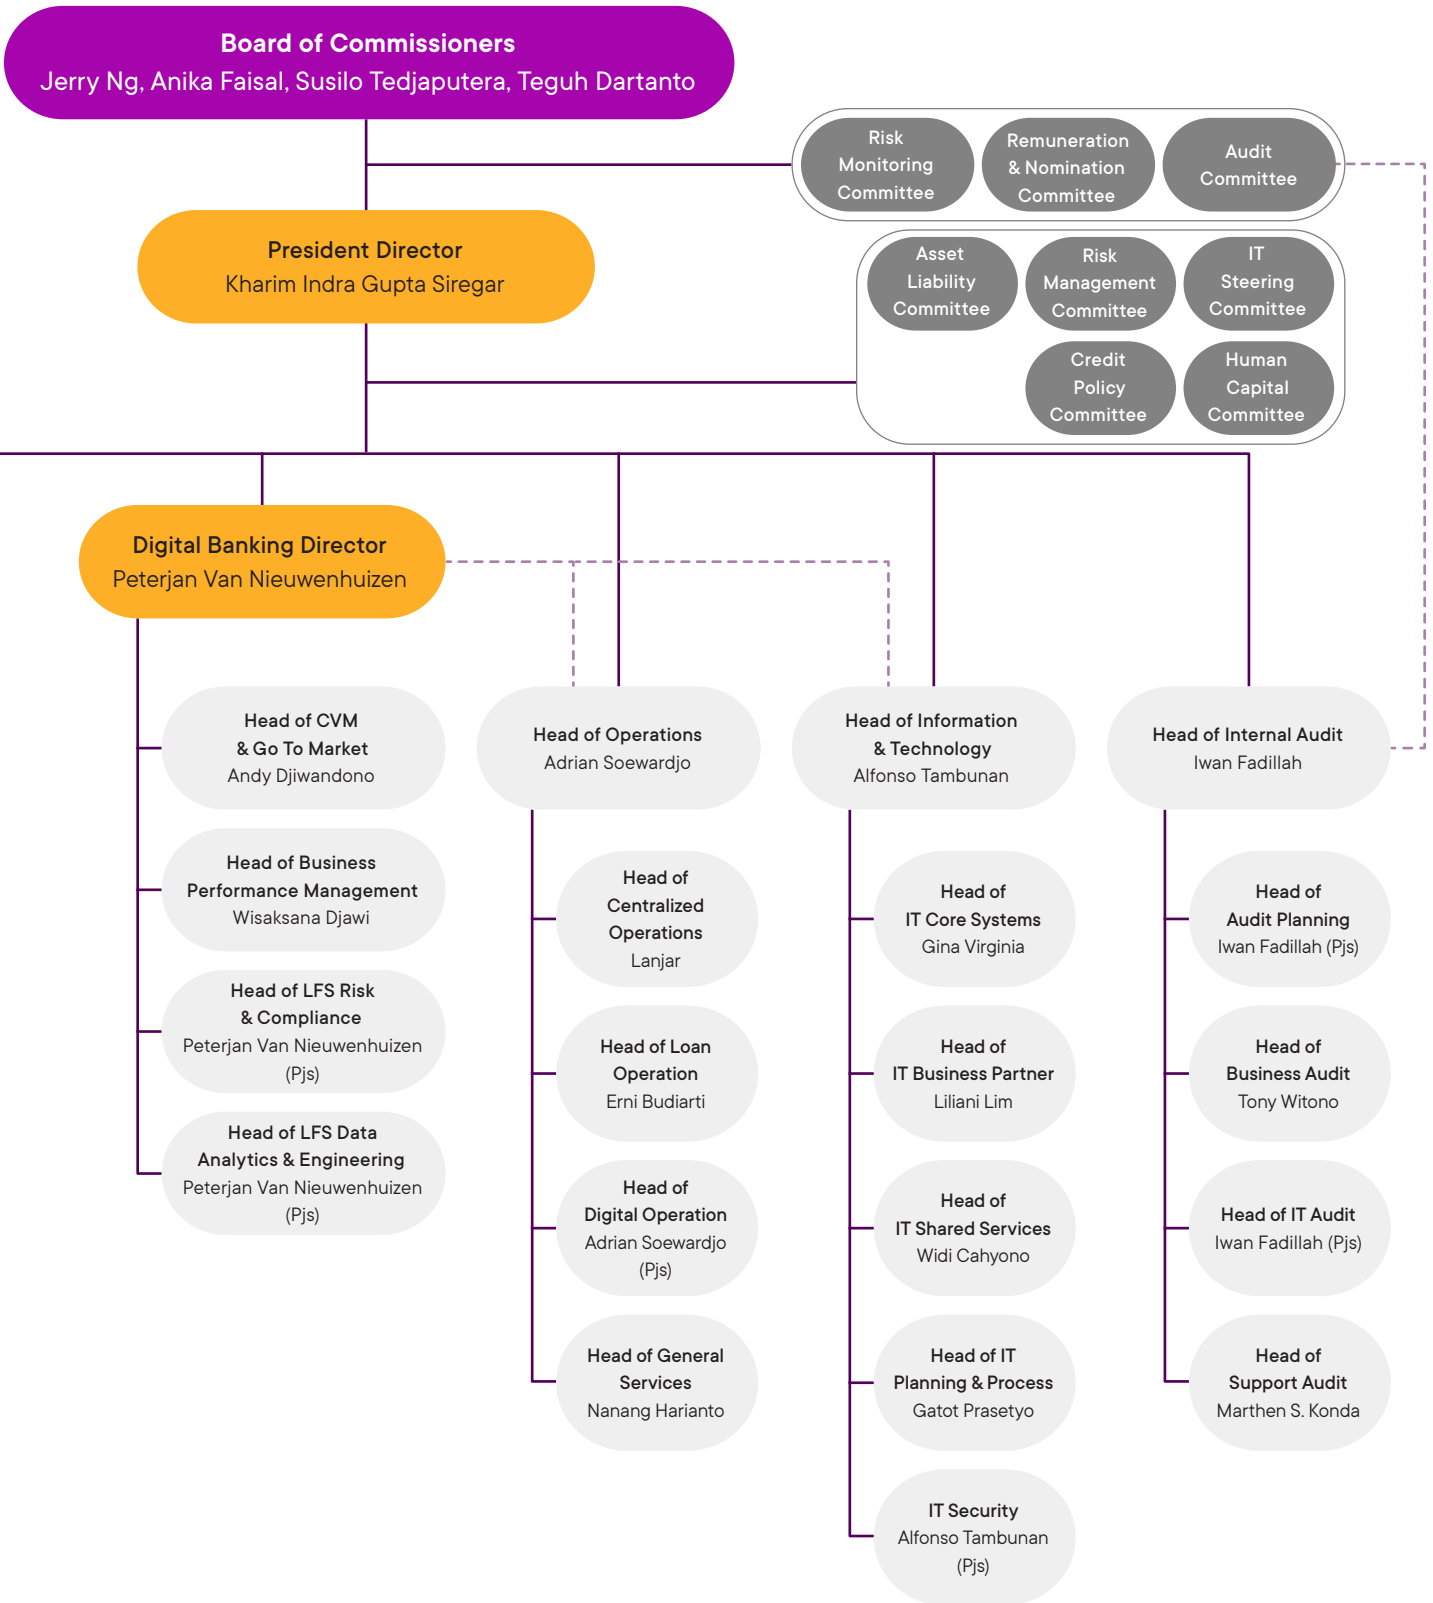 Board of Commissioners
Jerry Ng, Anika Faisal, Susilo Tedjaputera, Teguh Dartanto
Risk
Monitoring
Committee
Remuneration
& Nomination
Committee
Audit
Committee
President Director
Kharim Indra Gupta Siregar
Asset
Liability
Committee
Risk
Management
Committee
IT
Steering
Committee
Credit
Policy
Committee
Human
Capital
Committee
Digital Banking Director
Peterjan Van Nieuwenhuizen
Head of CVM
& Go To Market
Andy Djiwandono
Head of Business
Performance Management
Wisaksana Djawi
Head of LFS Risk
& Compliance
Peterjan Van Nieuwenhuizen
(Pjs)
Head of LFS Data
Analytics & Engineering
Peterjan Van Nieuwenhuizen
(Pjs)
Head of Operations
Adrian Soewardjo
Head of
Centralized
Operations
Lanjar
Head of Loan
Operation
Erni Budiarti
Head of
Digital Operation
Adrian Soewardjo
(Pjs)
Head of General
Services
Nanang Harianto
Head of Information
& Technology
Alfonso Tambunan
Head of
IT Core Systems
Gina Virginia
Head of
IT Business Partner
Liliani Lim
Head of
IT Shared Services
Widi Cahyono
Head of IT
Planning & Process
Gatot Prasetyo
IT Security
Alfonso Tambunan
(Pjs)
Head of Internal Audit
Iwan Fadillah
Head of
Audit Planning
Iwan Fadillah (Pjs)
Head of
Business Audit
Tony Witono
Head of IT Audit
Iwan Fadillah (Pjs)
Head of
Support Audit
Marthen S. Konda